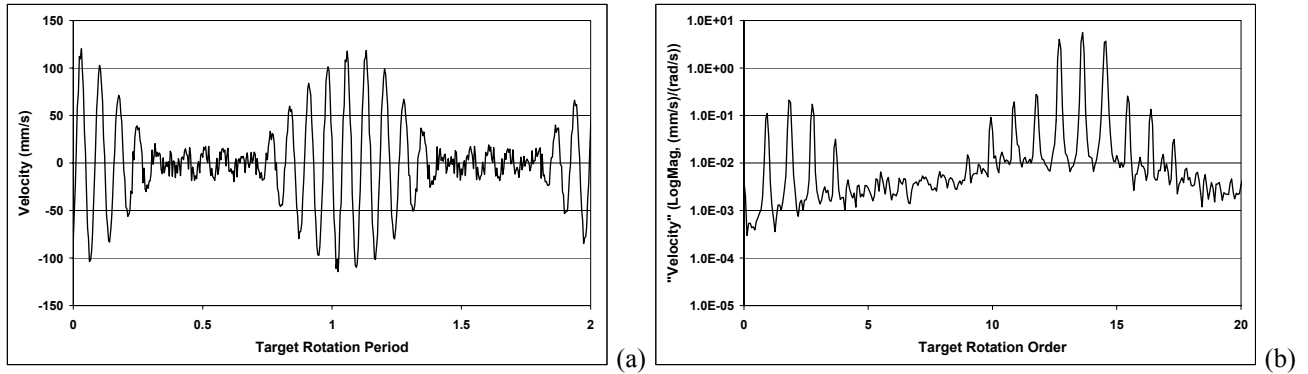 150
100
50
0
-50
-100
-150
Velocity (mm/s)
0
0.5
1
1.5
2
Target Rotation Period
(a)
1.0E+01
1.0E+00
1.0E-01
1.0E-02
1.0E-03
1.0E-04
1.0E-05
"Velocity" (LogMag, (mm/s)/(rad/s))
0
5
10
15
20
Target Rotation Order
(b)